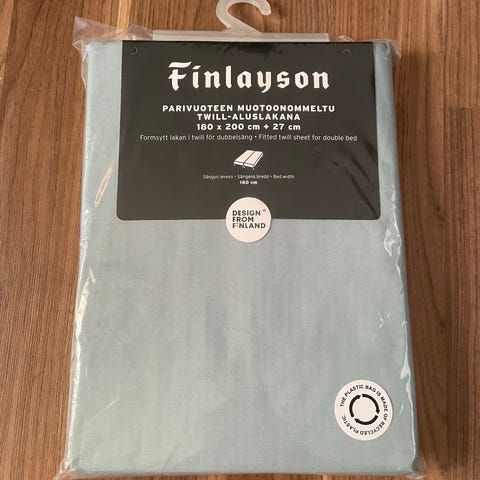 Finlayson
PARIVUOTEEN MUOTOONOMMELTU
TWILL-ALUSLAKANA
180 x 200 cm + 27 cm
Formsytt lakan i twill för dubbelsäng • Fitted twill sheet for double bed
Sängyn leveys • Sängens bredd • Bed width
180 cm
DESIGN
FROM
FINLAND
THE PLASTIC BAG IS MADE OF RECYCLED PLASTIC.